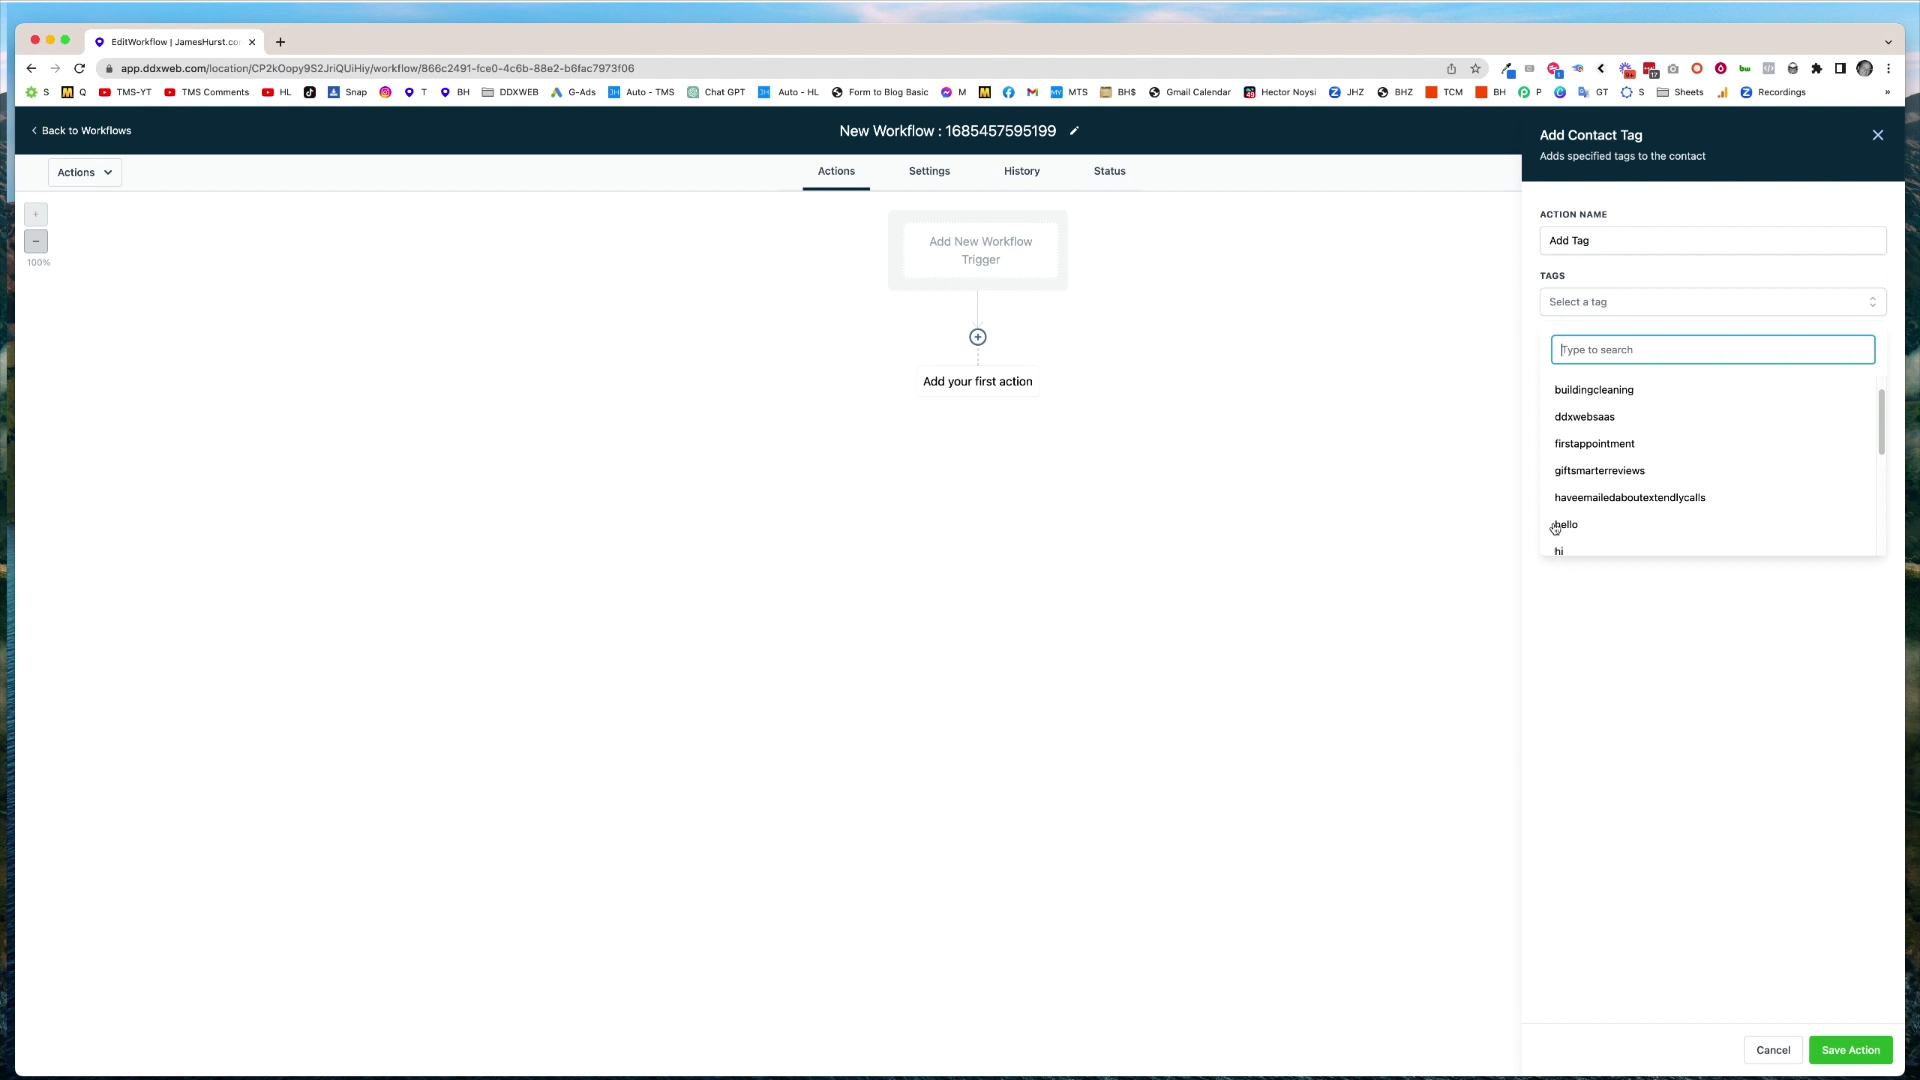 EditWorkflow | JamesHurst.co
app.ddxweb.com/location/CP2kOopy9S2JriQUiHiy/workflow/866c2491-fce0-4c6b-88e2-b6fac7973f06
S Q TMS-YT TMS Comments HL Snap T BH DDXWEB G-Ads Auto - TMS Chat GPT Auto - HL Form to Blog Basic M MTS BH$ Gmail Calendar Hector Noysi JHZ BHZ TCM BH P GT S Sheets Recordings »
Back to Workflows
New Workflow : 1685457595199
Add Contact Tag
Adds specified tags to the contact
Actions
Actions Settings History Status
100%
Add New Workflow
Trigger
Add your first action
ACTION NAME
Add Tag
TAGS
Select a tag
Type to search
buildingcleaning
ddxwebsaas
firstappointment
giftsmarterreviews
haveemailedaboutextendlycalls
hello
hi
Cancel Save Action